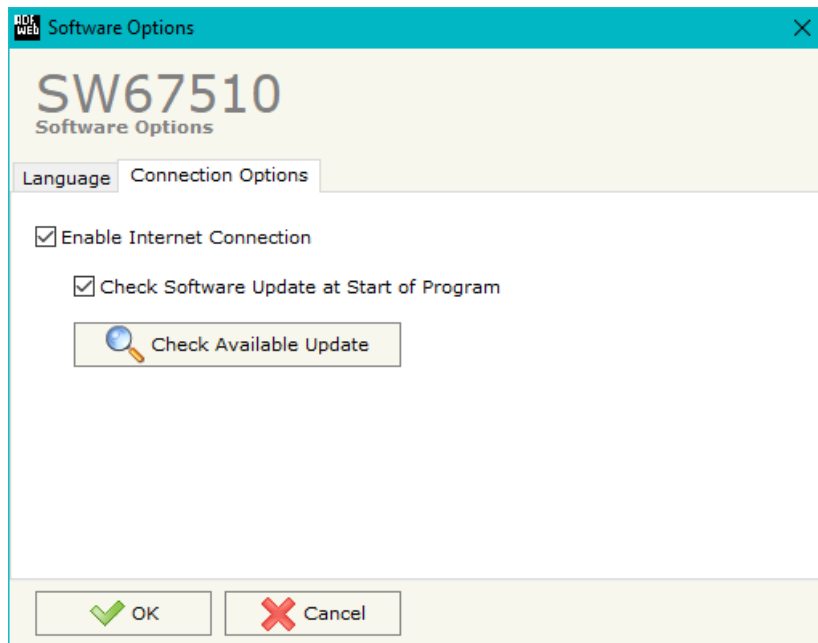 ADF
WEB
Software Options
SW67510
Software Options
Language
Connection Options
Enable Internet Connection
Check Software Update at Start of Program
Check Available Update
OK
Cancel